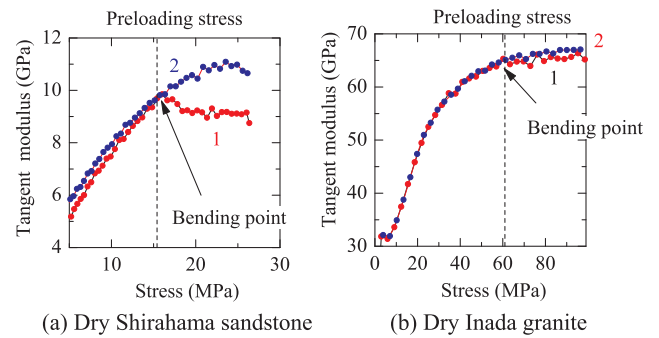 Preloading stress
Tangent modulus (GPa)
12
10
8
6
4
2
1
Bending point
10
20
30
Stress (MPa)
(a) Dry Shirahama sandstone
Preloading stress
Tangent modulus (GPa)
70
60
50
40
30
2
1
Bending point
0
20
40
60
80
Stress (MPa)
(b) Dry Inada granite